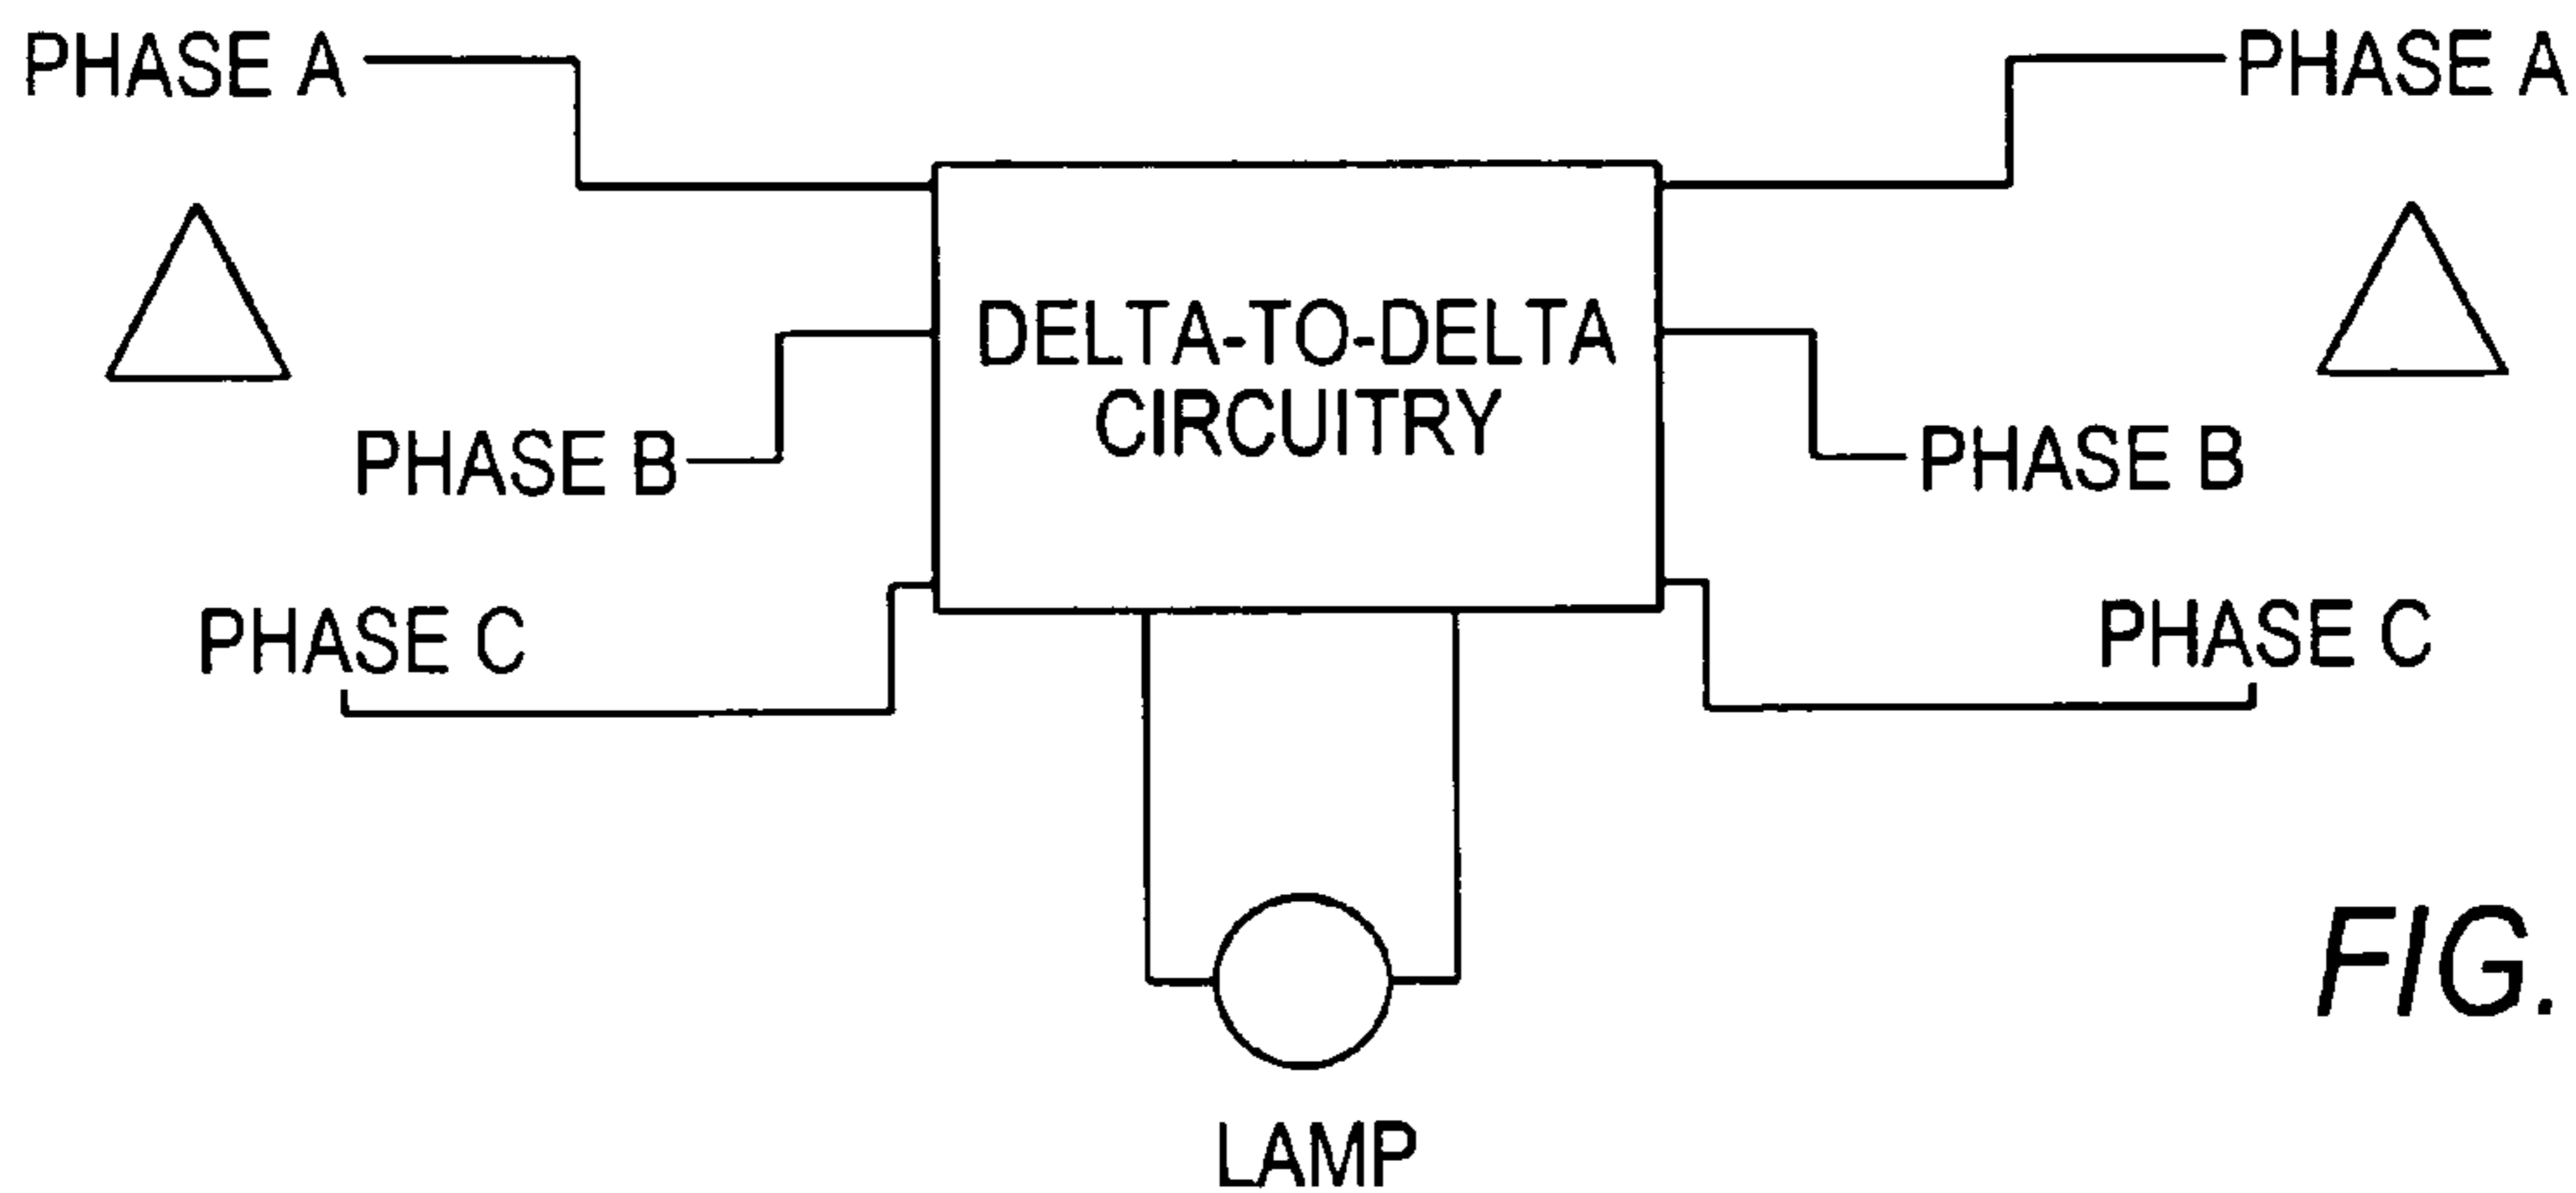 PHASE A
PHASE A
DELTA-TO-DELTA
CIRCUITRY
PHASE B
PHASE B
PHASE C
PHASE C
FIG.
LAMP